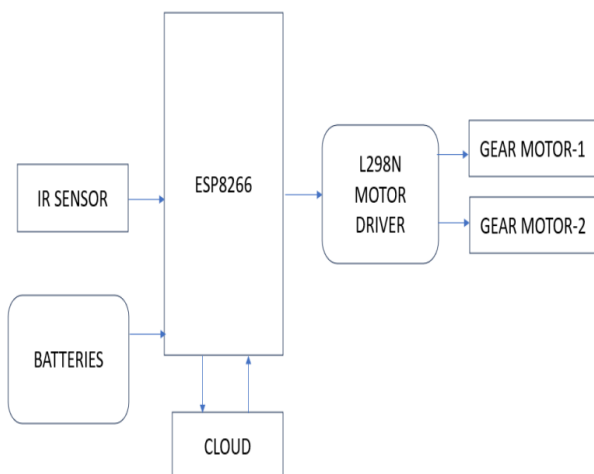 ESP8266
IR SENSOR
BATTERIES
CLOUD
L298N
MOTOR
DRIVER
GEAR MOTOR-1
GEAR MOTOR-2